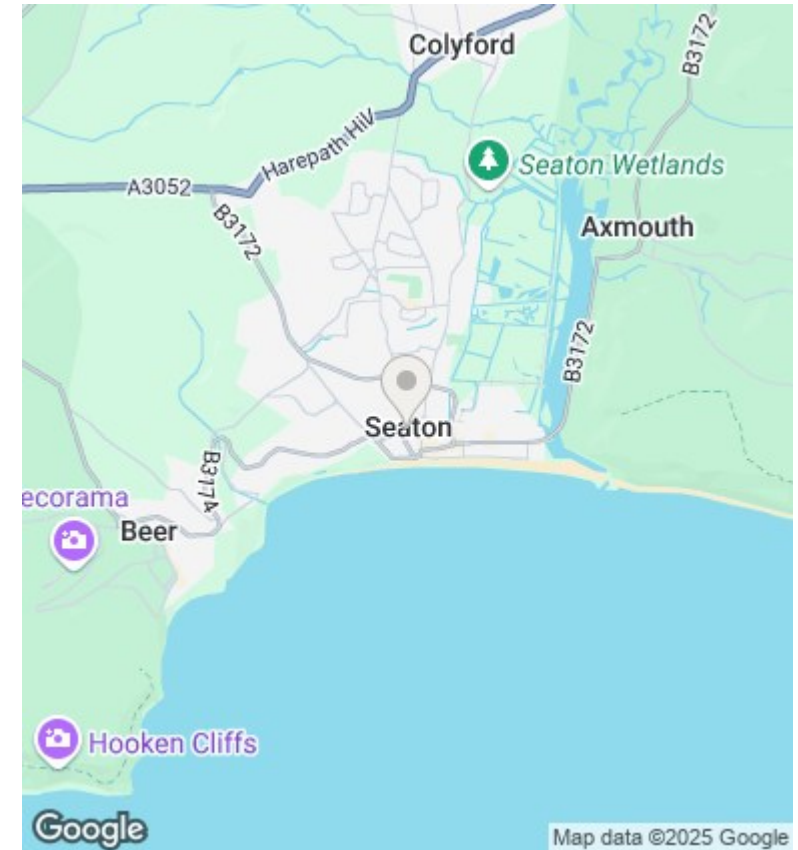 Colyford
B3172
Harepath Hill
Seaton Wetlands
A3052
B3172
Axmouth
B3172
Seaton
B3174
ecorama
Beer
Hooken Cliffs
Google
Map data ©2025 Google